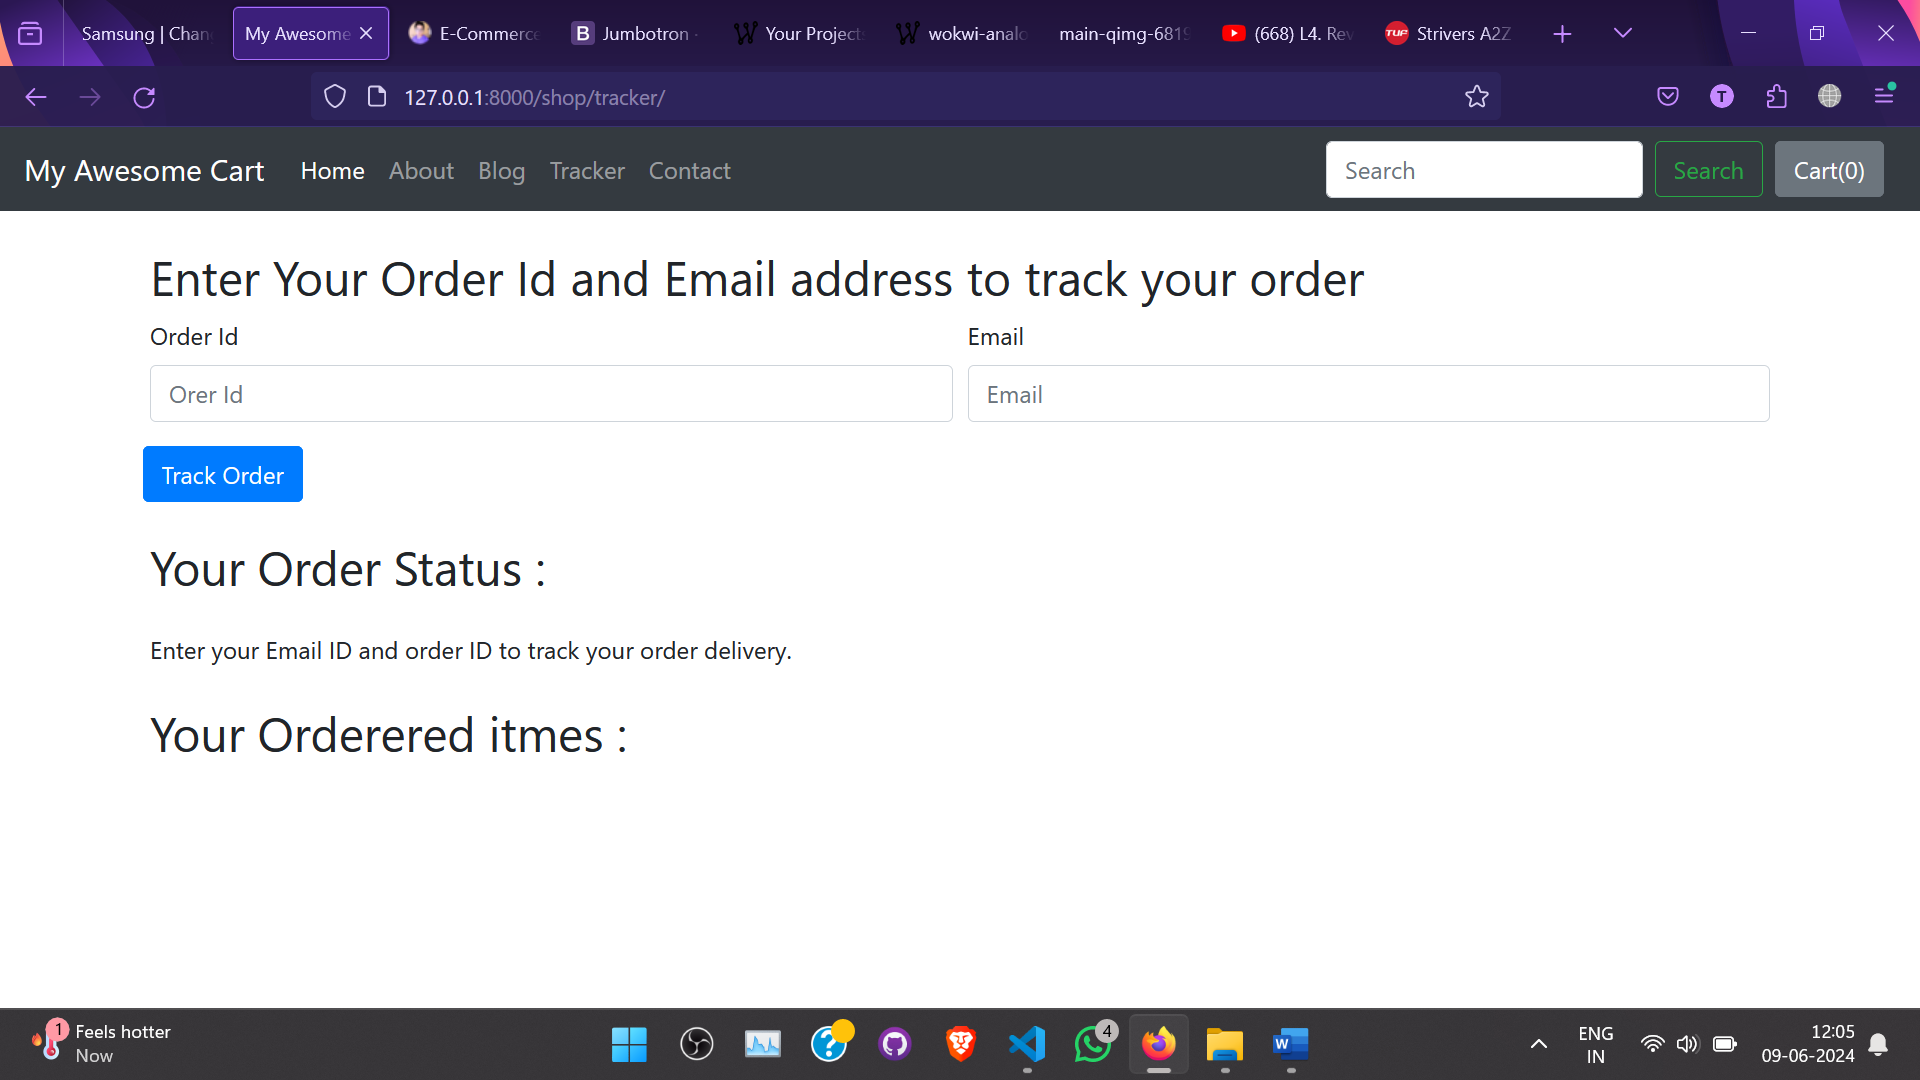 Samsung | Chan
My Awesome
E-Commerce
B Jumbotron ·
Your Projects
wokwi-analo
main-qimg-6819
(668) L4. Rev
TUF Strivers A2Z
127.0.0.1:8000/shop/tracker/
T
My Awesome Cart
Home
About
Blog
Tracker
Contact
Search
Search
Cart(0)
Enter Your Order Id and Email address to track your order
Order Id
Email
Orer Id
Email
Track Order
Your Order Status :
Enter your Email ID and order ID to track your order delivery.
Your Orderered itmes :
1
Feels hotter
Now
?
4
W
ENG
IN
12:05
09-06-2024